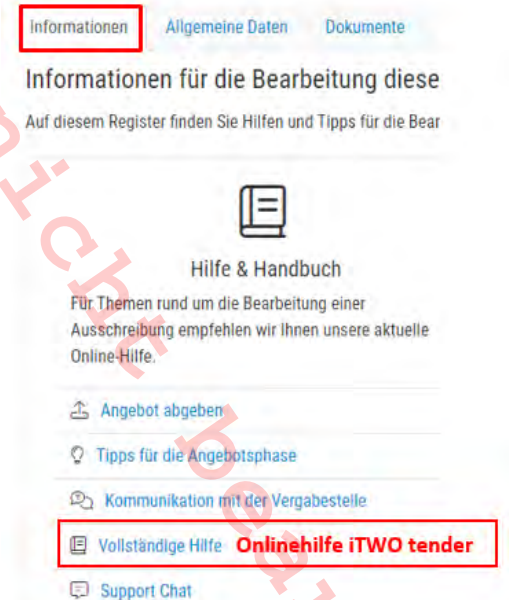 Informationen Allgemeine Daten Dokumente
Informationen für die Bearbeitung diese
Auf diesem Register finden Sie Hilfen und Tipps für die Bear
Hilfe & Handbuch
Für Themen rund um die Bearbeitung einer
Ausschreibung empfehlen wir Ihnen unsere aktuelle
Online-Hilfe.
Angebot abgeben
Tipps für die Angebotsphase
Kommunikation mit der Vergabestelle
Vollständige Hilfe Onlinehilfe iTWO tender
Support Chat
nicht